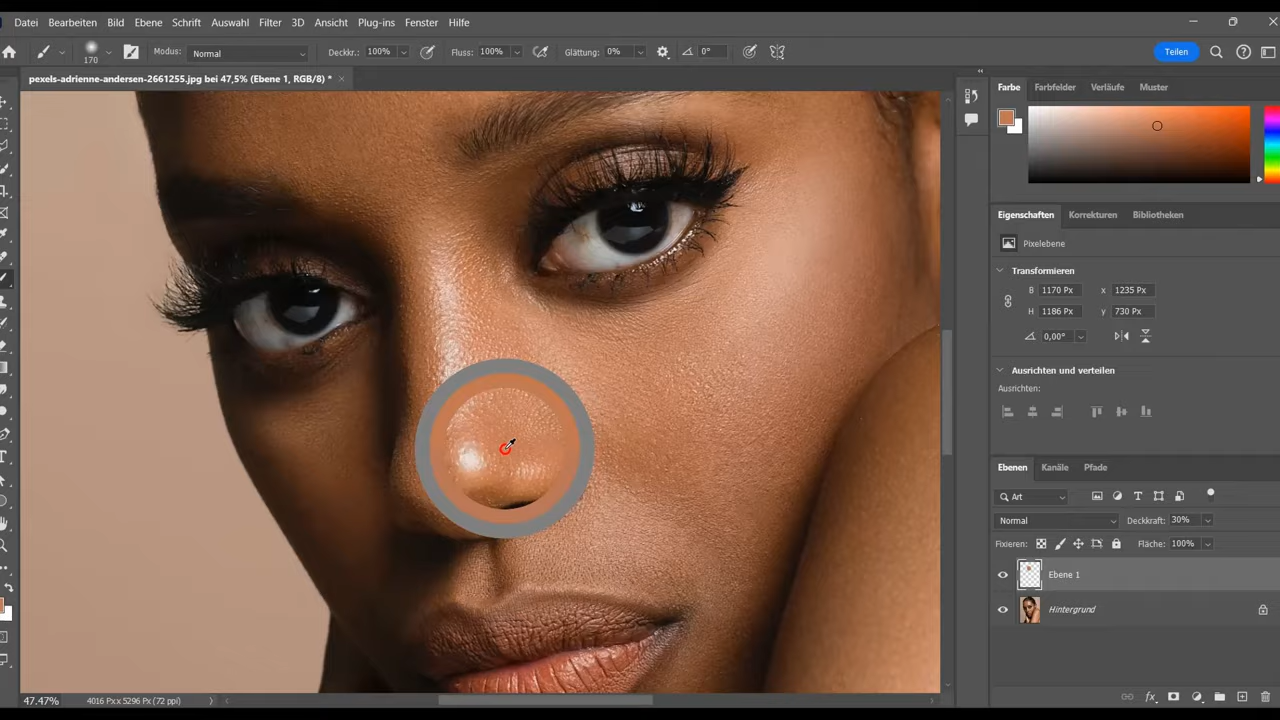 Datei Bearbeiten Bild Ebene Schrift Auswahl Filter 3D Ansicht Plug-ins Fenster Hilfe
170 Modus: Normal Deckkr.: 100% Fluss: 100% Glättung: 0% 0° Teilen
pexels-adrienne-andersen-2661255.jpg bei 47,5% (Ebene 1, RGB/8) *
Farbe Farbfelder Verläufe Muster
Eigenschaften Korrekturen Bibliotheken
Pixelebene
Transformieren
B 1170 Px x 1235 Px
H 1186 Px y 730 Px
0,00°
Ausrichten und verteilen
Ausrichten:
Ebenen Kanäle Pfade
Art
Normal Deckkraft: 30%
Fixieren: Fläche: 100%
Ebene 1
Hintergrund
47.47% 4016 Px x 5296 Px (72 ppi)